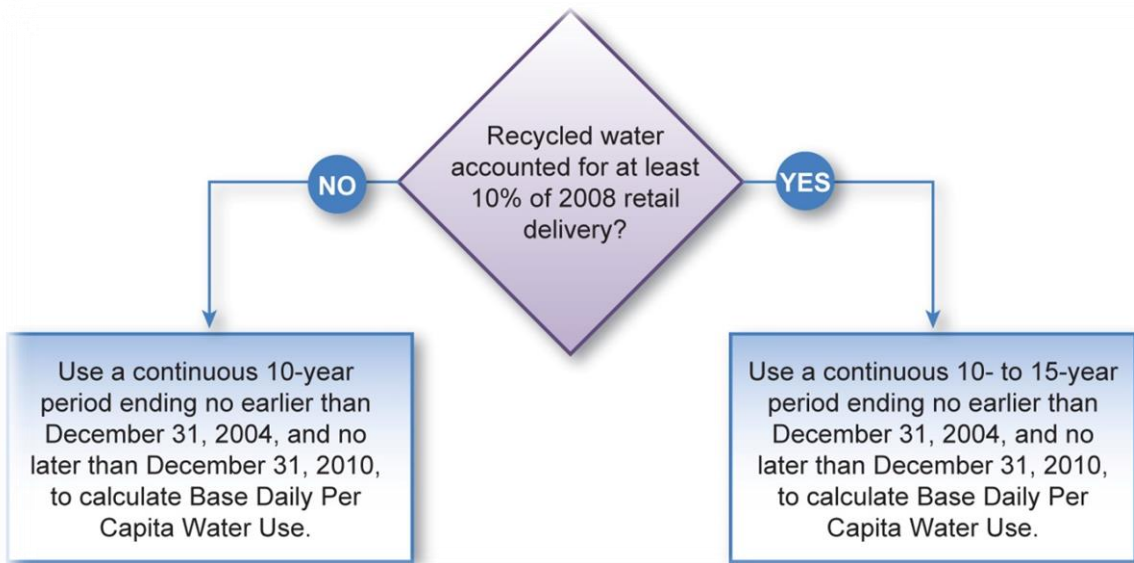 Recycled water
accounted for at least
10% of 2008 retail
delivery?
NO
YES
Use a continuous 10-year
period ending no earlier than
December 31, 2004, and no
later than December 31, 2010,
to calculate Base Daily Per
Capita Water Use.
Use a continuous 10- to 15-year
period ending no earlier than
December 31, 2004, and no
later than December 31, 2010,
to calculate Base Daily Per
Capita Water Use.